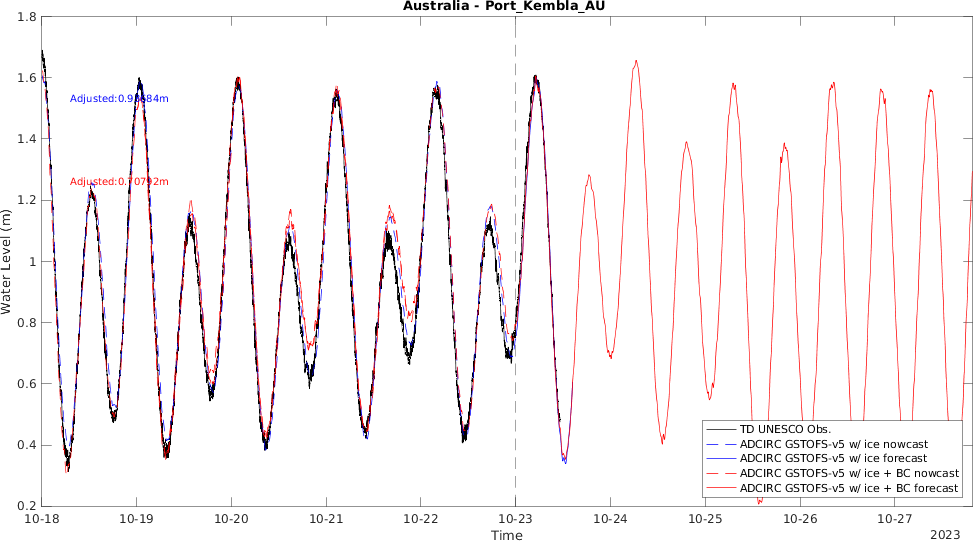 Australia - Port_Kembla_AU
1.8
1.6
1.4
1.2
1
0.8
0.6
0.4
0.2
Water Level (m)
Adjusted:0.70792m
TD UNESCO Obs.
ADCIRC GSTOFS-v5 w/ ice nowcast
ADCIRC GSTOFS-v5 w/ ice forecast
ADCIRC GSTOFS-v5 w/ ice + BC nowcast
ADCIRC GSTOFS-v5 w/ ice + BC forecast
10-18
10-19
10-20
10-21
10-22
10-23
10-24
10-25
10-26
10-27
Time
2023